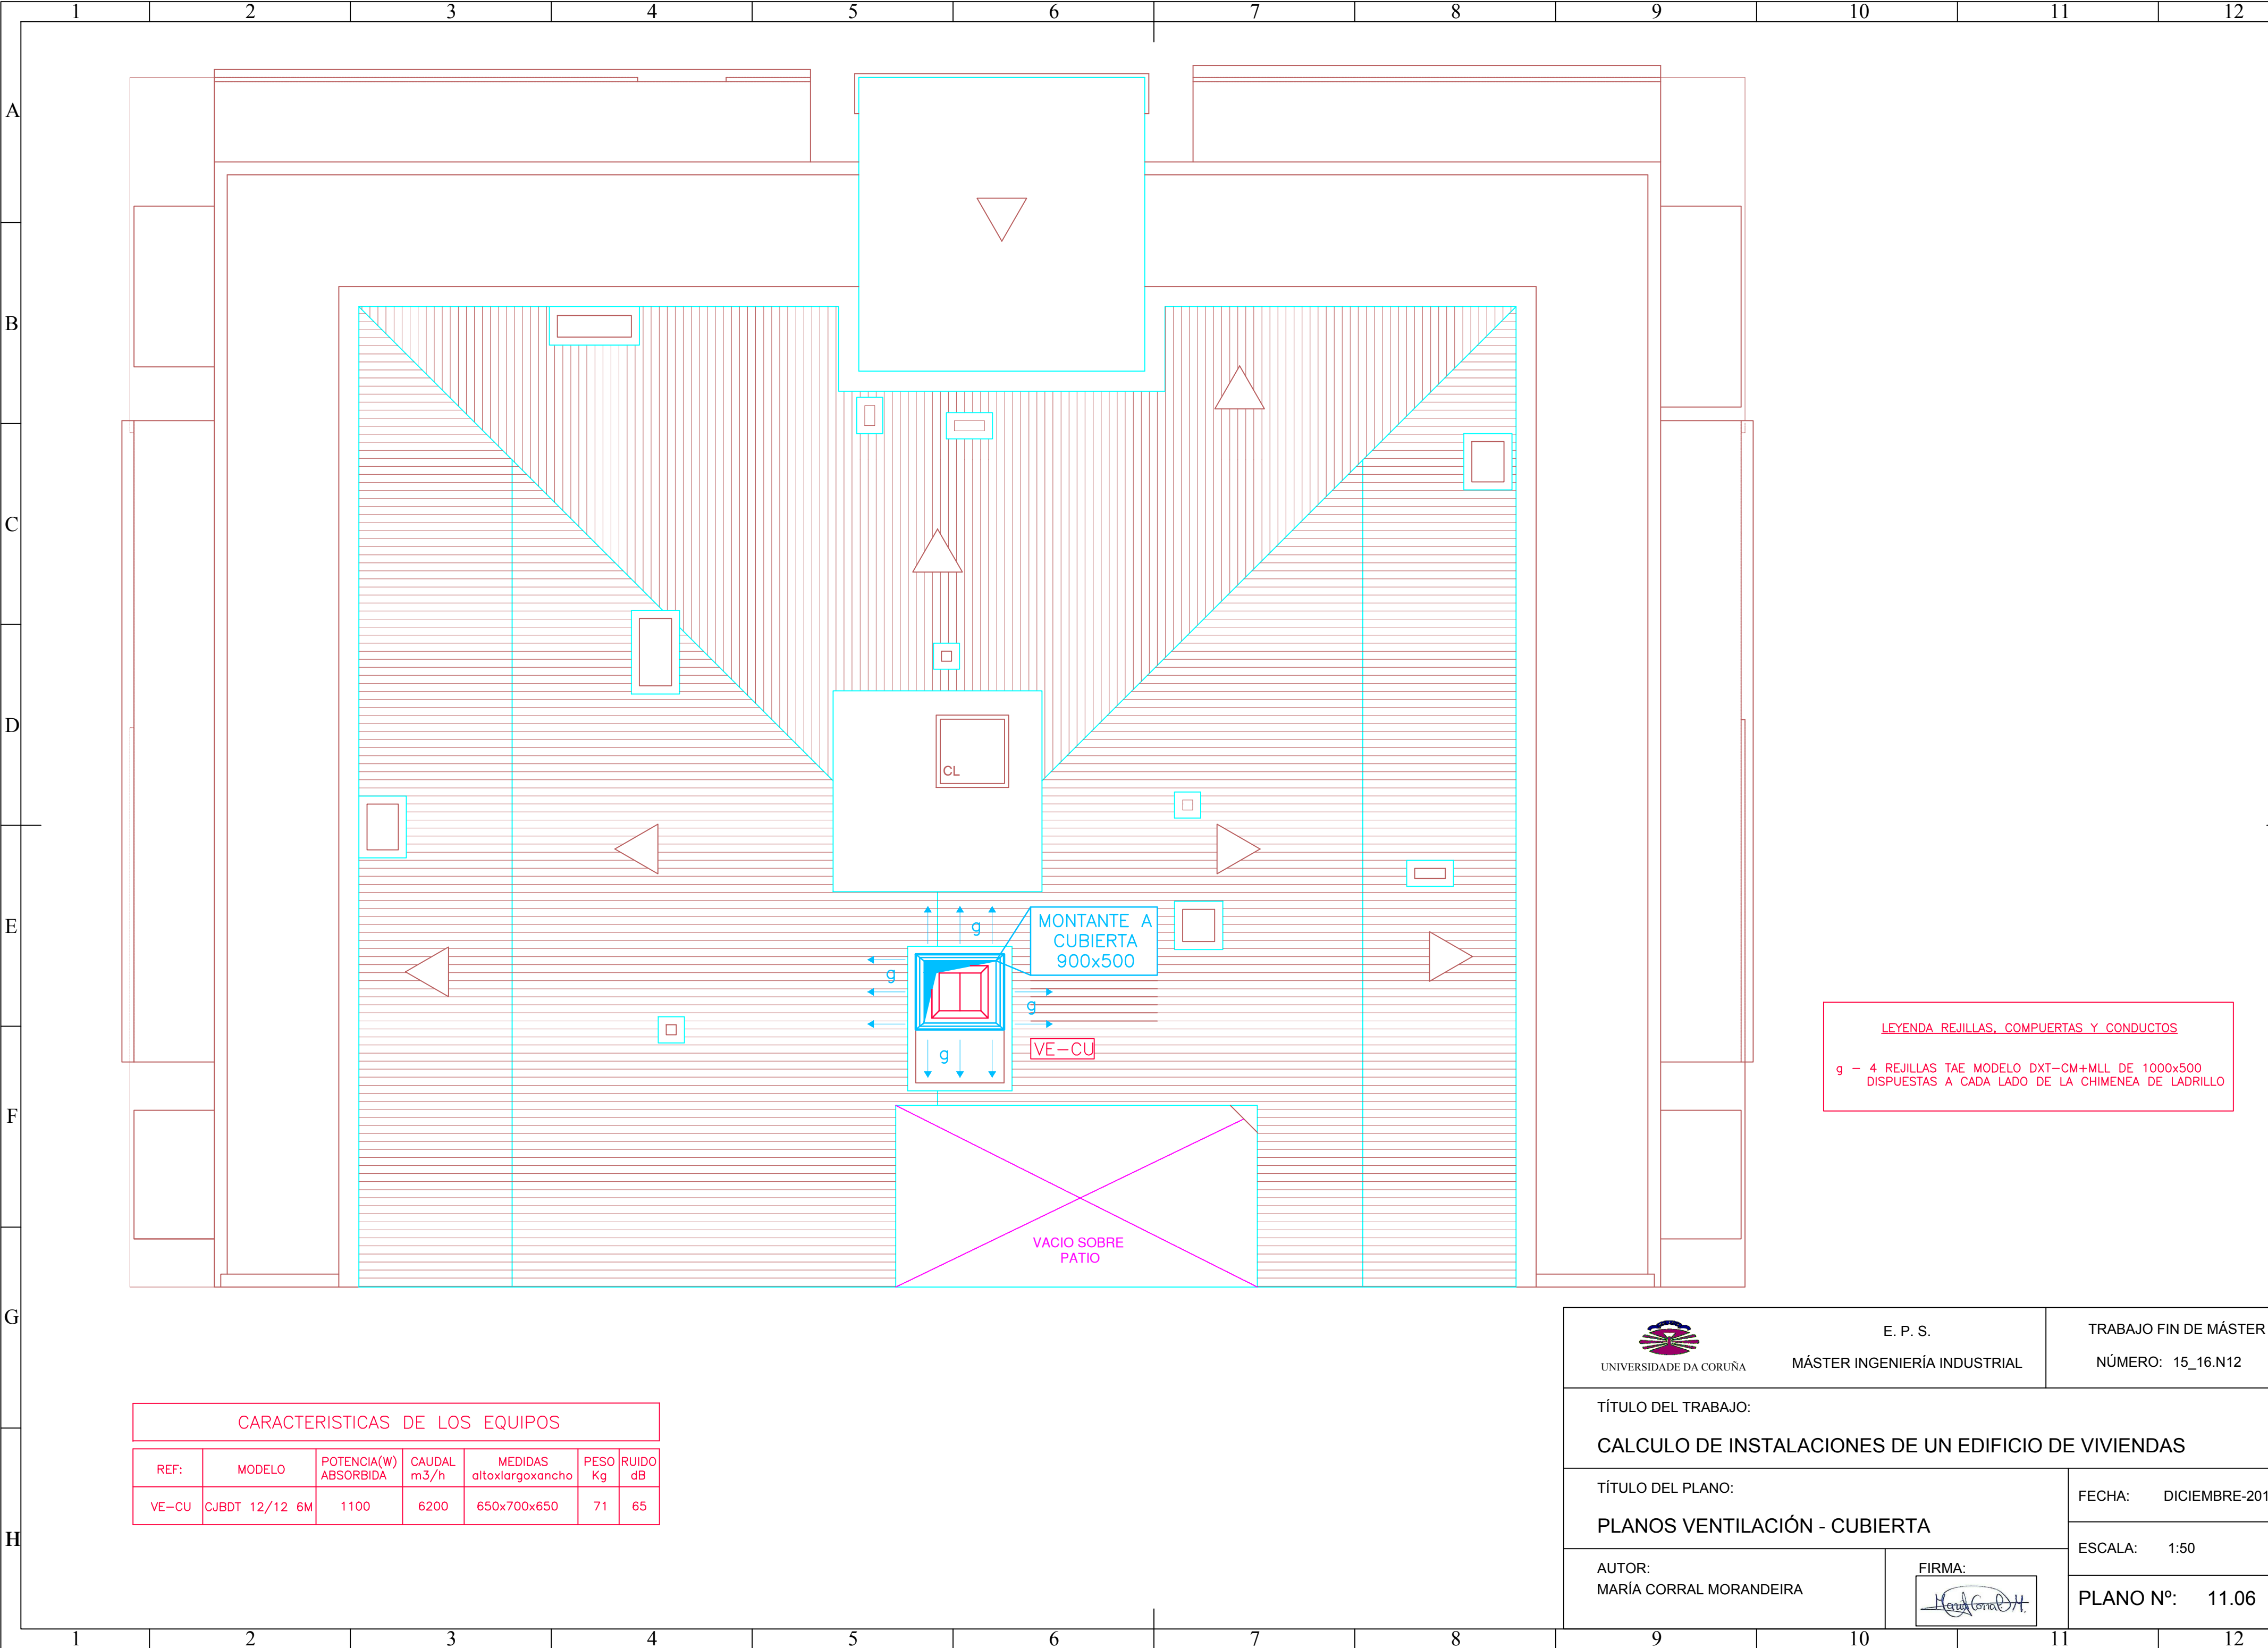 1 2 3 4 5 6 7 8 9 10 11 12
A
B
C
D
E
F
G
H
CL
g
MONTANTE A
CUBIERTA
900x500
g
g
g
VE-CU
VACIO SOBRE
PATIO
LEYENDA REJILLAS, COMPUERTAS Y CONDUCTOS
g - 4 REJILLAS TAE MODELO DXT-CM+MLL DE 1000x500
DISPUESTAS A CADA LADO DE LA CHIMENEA DE LADRILLO
CARACTERISTICAS DE LOS EQUIPOS
REF: MODELO POTENCIA(W) ABSORBIDA CAUDAL m3/h MEDIDAS altoxlargoxancho PESO Kg RUIDO dB
VE-CU CJBDT 12/12 6M 1100 6200 650x700x650 71 65
UNIVERSIDADE DA CORUÑA
E. P. S.
MÁSTER INGENIERÍA INDUSTRIAL
TRABAJO FIN DE MÁSTER
NÚMERO: 15_16.N12
TÍTULO DEL TRABAJO:
CALCULO DE INSTALACIONES DE UN EDIFICIO DE VIVIENDAS
TÍTULO DEL PLANO:
PLANOS VENTILACIÓN - CUBIERTA
FECHA: DICIEMBRE-201
ESCALA: 1:50
AUTOR:
MARÍA CORRAL MORANDEIRA
FIRMA:
María Corral M.
PLANO Nº: 11.06
1 2 3 4 5 6 7 8 9 10 11 12